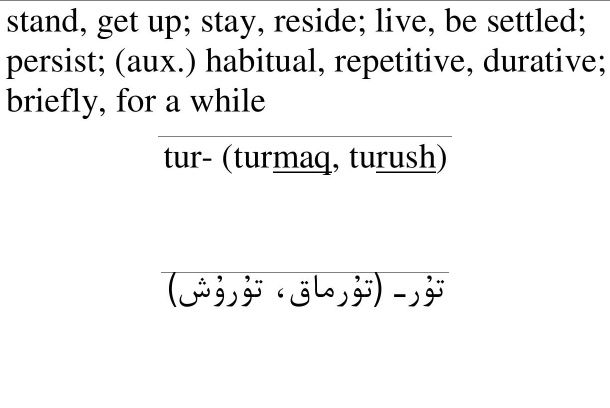 stand, get up; stay, reside; live, be settled;
persist; (aux.) habitual, repetitive, durative;
briefly, for a while
tur- (turmaq, turush)
تۇر- (تۇرماق، تۇرۇش)